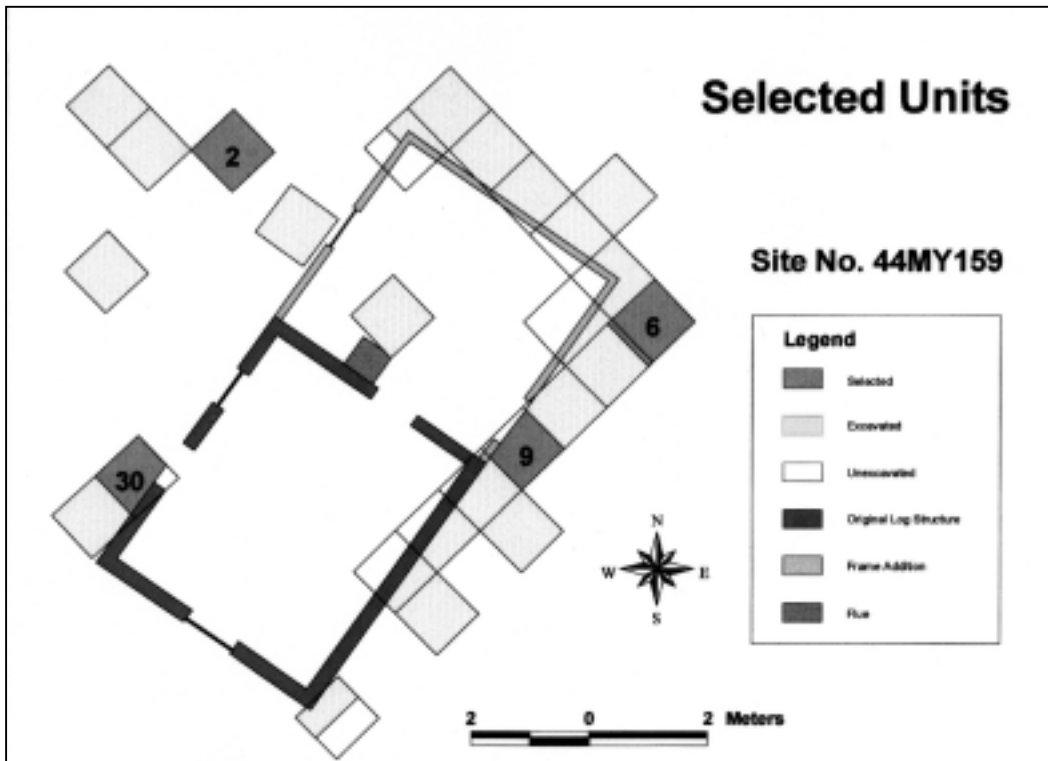 Selected Units
2
Site No. 44MY159
6
9
30
Legend
Selected
Excavated
Unexcavated
Original Log Structure
Frame Addition
Flue
N
W E
S
2 0 2 Meters